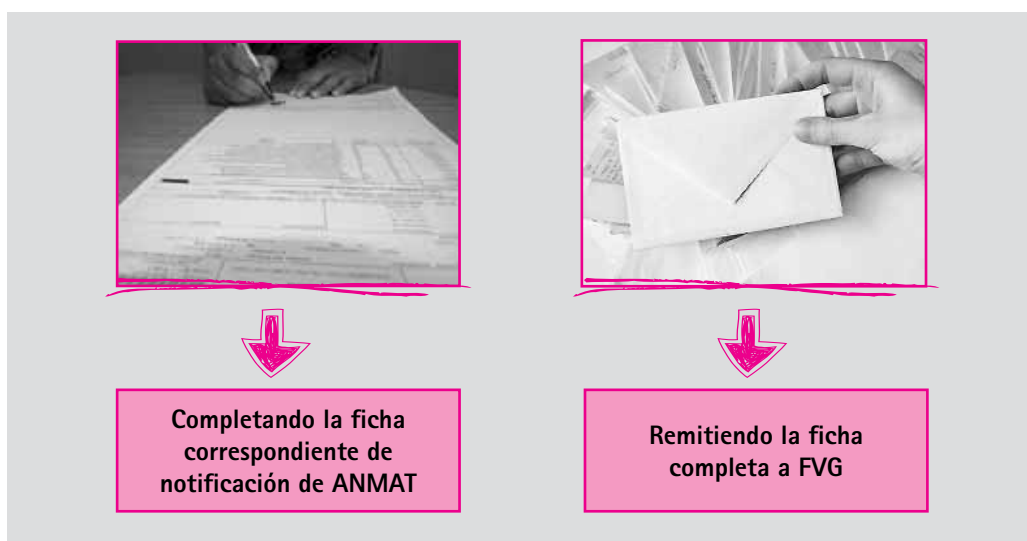 Completando la ficha
correspondiente de
notificación de ANMAT
Remitiendo la ficha
completa a FVG